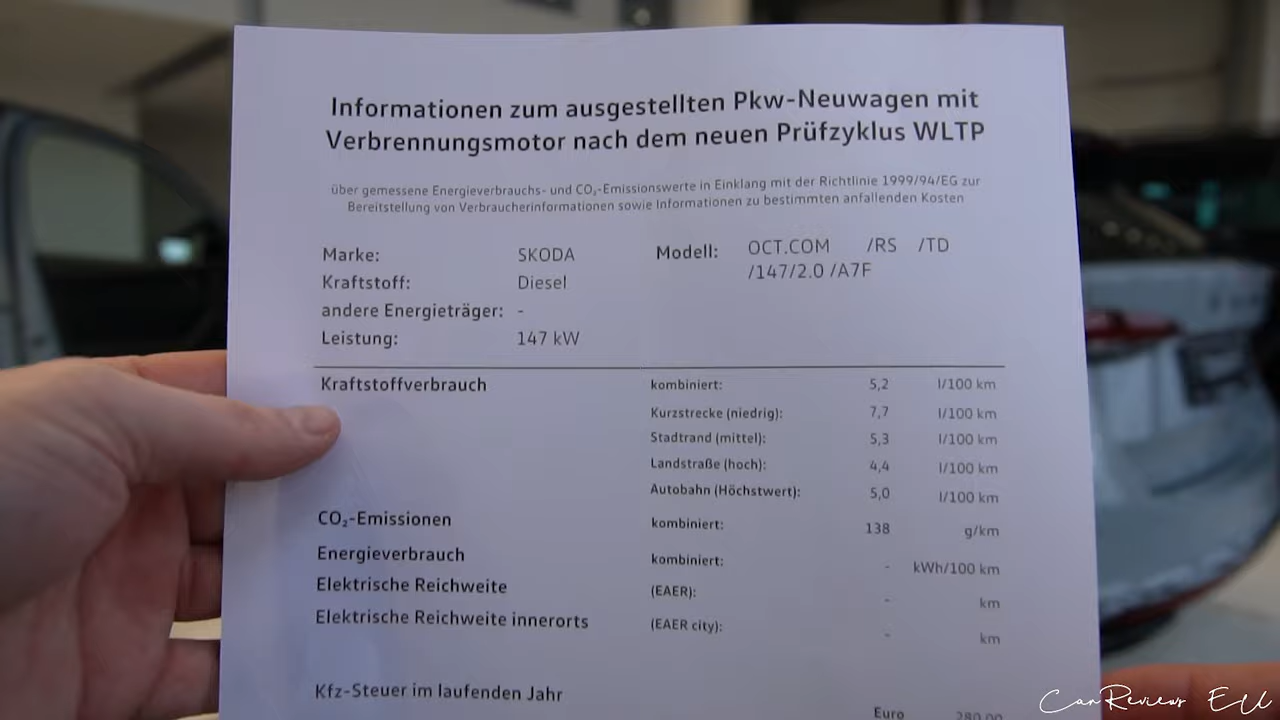 Informationen zum ausgestellten Pkw-Neuwagen mit
Verbrennungsmotor nach dem neuen Prüfzyklus WLTP
über gemessene Energieverbrauchs- und CO₂-Emissionswerte in Einklang mit der Richtlinie 1999/94/EG zur
Bereitstellung von Verbraucherinformationen sowie Informationen zu bestimmten anfallenden Kosten
Marke: SKODA Modell: OCT.COM /RS /TD
/147/2.0 /A7F
Kraftstoff: Diesel
andere Energieträger: -
Leistung: 147 kW
Kraftstoffverbrauch kombiniert: 5,2 l/100 km
Kurzstrecke (niedrig): 7,7 l/100 km
Stadtrand (mittel): 5,3 l/100 km
Landstraße (hoch): 4,4 l/100 km
Autobahn (Höchstwert): 5,0 l/100 km
CO₂-Emissionen kombiniert: 138 g/km
Energieverbrauch kombiniert: - kWh/100 km
Elektrische Reichweite (EAER): - km
Elektrische Reichweite innerorts (EAER city): - km
Kfz-Steuer im laufenden Jahr
Euro 280,00
CarReviews EU